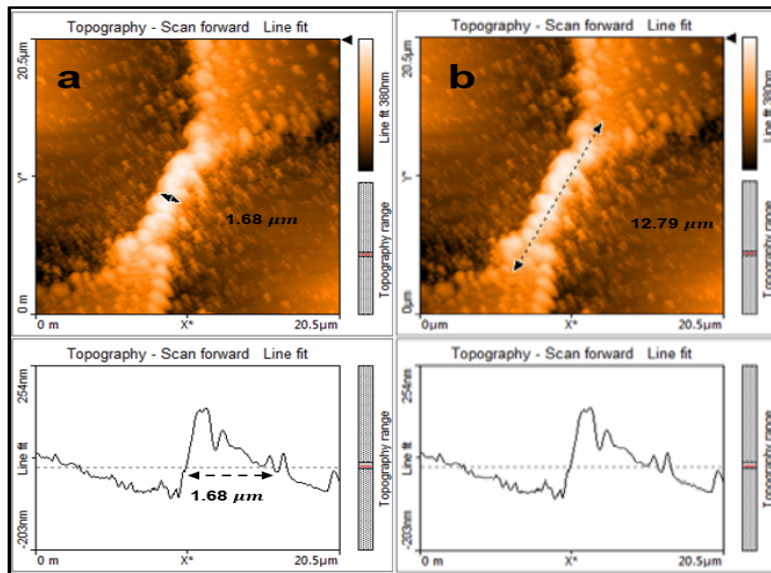 Topography - Scan forward Line fit
a
20.5µm
Y*
0 m
1.68 µm
0 m X* 20.5µm
Line fit 380nm
Topography range
Topography - Scan forward Line fit
b
20.5µm
Y*
0µm
12.79 µm
0µm X* 20.5µm
Line fit 380nm
Topography range
Topography - Scan forward Line fit
254nm
Line fit
-203nm
1.68 µm
0 m X* 20.5µm
Topography range
Topography - Scan forward Line fit
254nm
Line fit
-203nm
0 m X* 20.5µm
Topography range